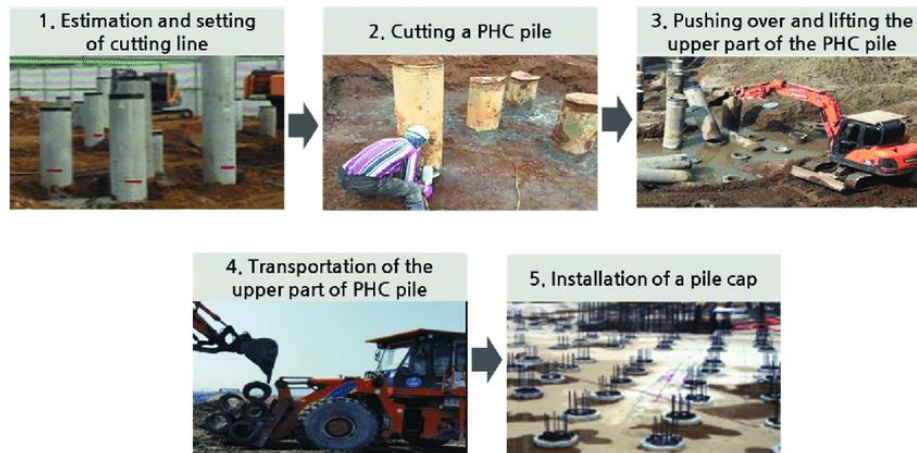 1. Estimation and setting
of cutting line
2. Cutting a PHC pile
3. Pushing over and lifting the
upper part of the PHC pile
4. Transportation of the
upper part of PHC pile
5. Installation of a pile cap